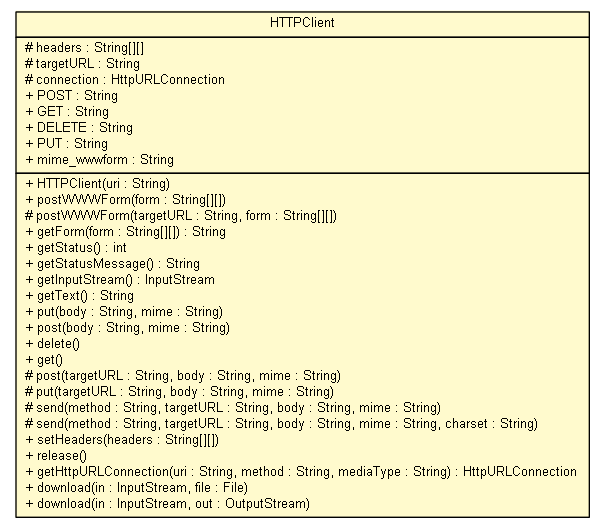 HTTPClient
# headers : String[][]
# targetURL : String
# connection : HttpURLConnection
+ POST : String
+ GET : String
+ DELETE : String
+ PUT : String
+ mime_wwwform : String
+ HTTPClient(uri : String)
+ postWWWForm(form : String[][])
# postWWWForm(targetURL : String, form : String[][])
+ getForm(form : String[][]) : String
+ getStatus() : int
+ getStatusMessage() : String
+ getInputStream() : InputStream
+ getText() : String
+ put(body : String, mime : String)
+ post(body : String, mime : String)
+ delete()
+ get()
# post(targetURL : String, body : String, mime : String)
# put(targetURL : String, body : String, mime : String)
# send(method : String, targetURL : String, body : String, mime : String)
# send(method : String, targetURL : String, body : String, mime : String, charset : String)
+ setHeaders(headers : String[][])
+ release()
+ getHttpURLConnection(uri : String, method : String, mediaType : String) : HttpURLConnection
+ download(in : InputStream, file : File)
+ download(in : InputStream, out : OutputStream)